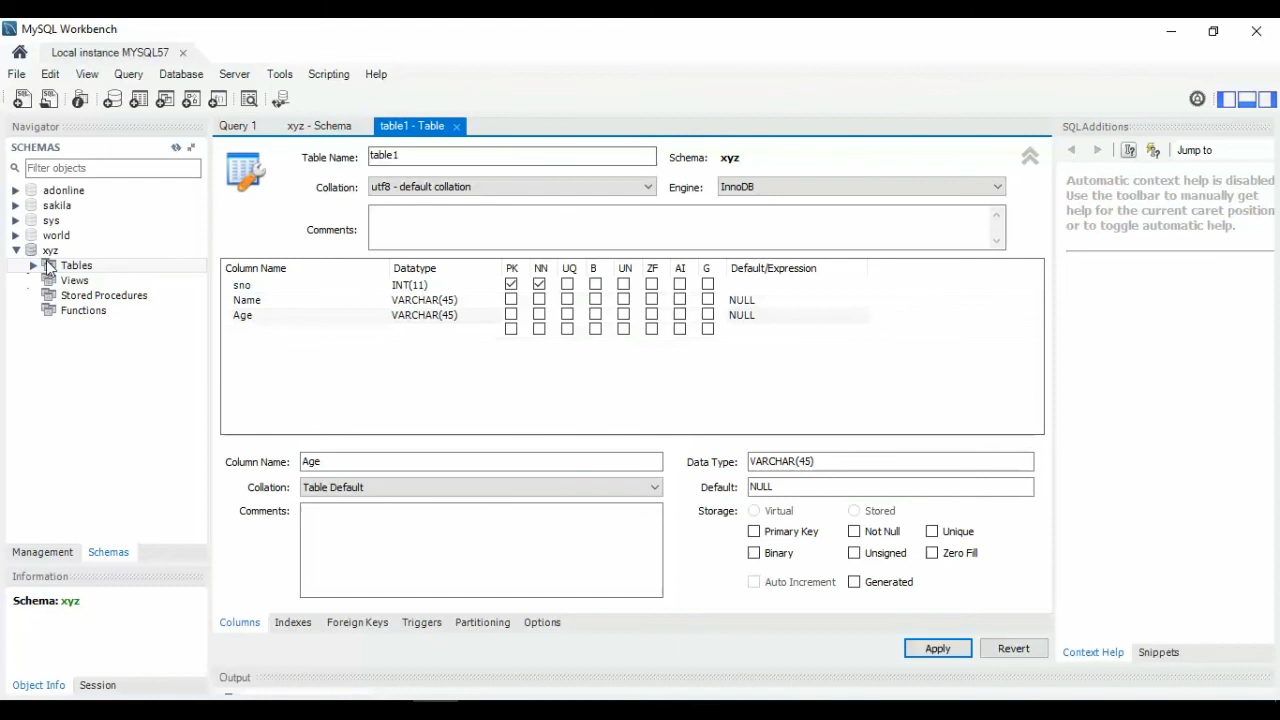 MySQL Workbench
Local instance MYSQL57
File Edit View Query Database Server Tools Scripting Help
Navigator
SCHEMAS
Filter objects
adonline
sakila
sys
world
xyz
Tables
Views
Stored Procedures
Functions
Management Schemas
Information
Schema: xyz
Object Info Session
Query 1 xyz - Schema table1 - Table
Table Name: table1 Schema: xyz
Collation: utf8 - default collation Engine: InnoDB
Comments:
Column Name Datatype PK NN UQ B UN ZF AI G Default/Expression
sno INT(11)
Name VARCHAR(45) NULL
Age VARCHAR(45) NULL
Column Name: Age Data Type: VARCHAR(45)
Collation: Table Default Default: NULL
Comments: Storage: Virtual Stored
Primary Key Not Null Unique
Binary Unsigned Zero Fill
Auto Increment Generated
Columns Indexes Foreign Keys Triggers Partitioning Options
Apply Revert
Output
SQLAdditions
Jump to
Automatic context help is disabled
Use the toolbar to manually get
help for the current caret position
or to toggle automatic help.
Context Help Snippets